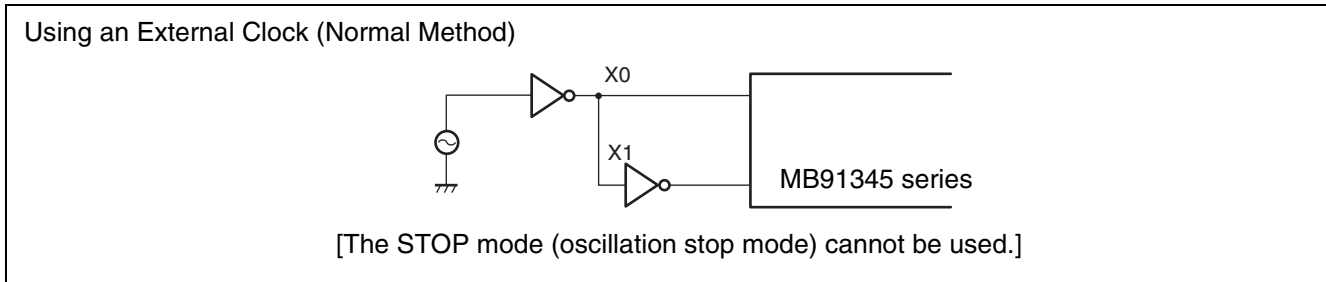 Using an External Clock (Normal Method)
X0
X1
MB91345 series
[The STOP mode (oscillation stop mode) cannot be used.]